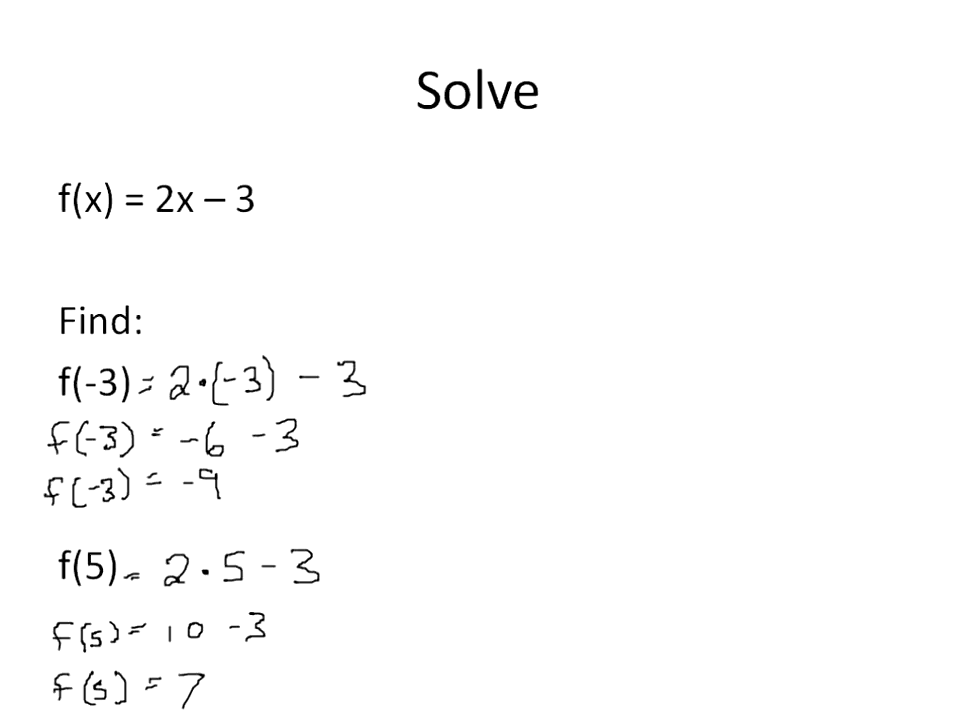 Solve
f(x) = 2x – 3
Find:
f(-3) = 2·(-3) - 3
f(-3) = -6 -3
f(-3) = -9
f(5) = 2·5 - 3
f(5) = 10 -3
f(5) = 7